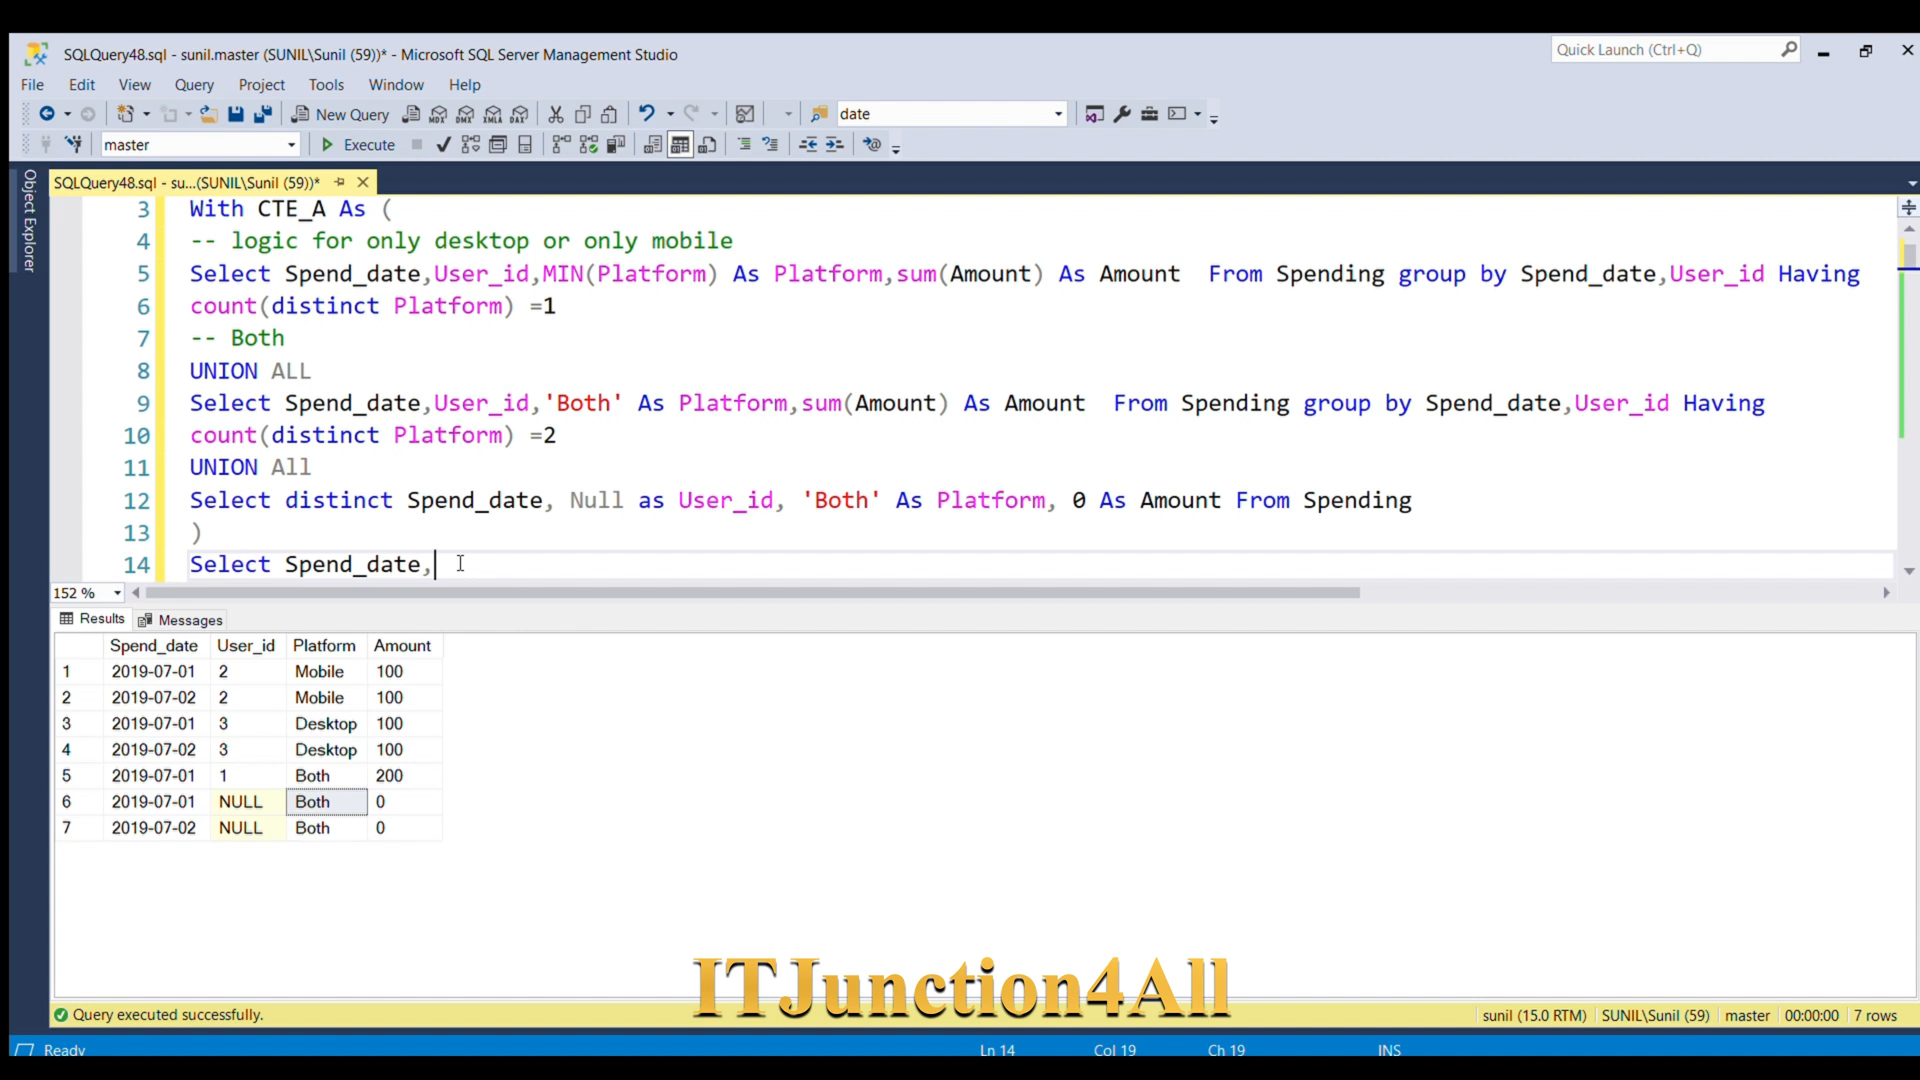 SQLQuery48.sql - sunil.master (SUNIL\Sunil (59))* - Microsoft SQL Server Management Studio
Quick Launch (Ctrl+Q)
File Edit View Query Project Tools Window Help
New Query
MDX DMX XMLA DAX
date
master
Execute
SQLQuery48.sql - su...(SUNIL\Sunil (59))*
Object Explorer
3 With CTE_A As (
4 -- logic for only desktop or only mobile
5 Select Spend_date,User_id,MIN(Platform) As Platform,sum(Amount) As Amount From Spending group by Spend_date,User_id Having
6 count(distinct Platform) =1
7 -- Both
8 UNION ALL
9 Select Spend_date,User_id,'Both' As Platform,sum(Amount) As Amount From Spending group by Spend_date,User_id Having
10 count(distinct Platform) =2
11 UNION All
12 Select distinct Spend_date, Null as User_id, 'Both' As Platform, 0 As Amount From Spending
13 )
14 Select Spend_date,
152 %
Results Messages
Spend_date User_id Platform Amount
1 2019-07-01 2 Mobile 100
2 2019-07-02 2 Mobile 100
3 2019-07-01 3 Desktop 100
4 2019-07-02 3 Desktop 100
5 2019-07-01 1 Both 200
6 2019-07-01 NULL Both 0
7 2019-07-02 NULL Both 0
ITJunction4All
Query executed successfully.
sunil (15.0 RTM) SUNIL\Sunil (59) master 00:00:00 7 rows
Ready Ln 14 Col 19 Ch 19 INS